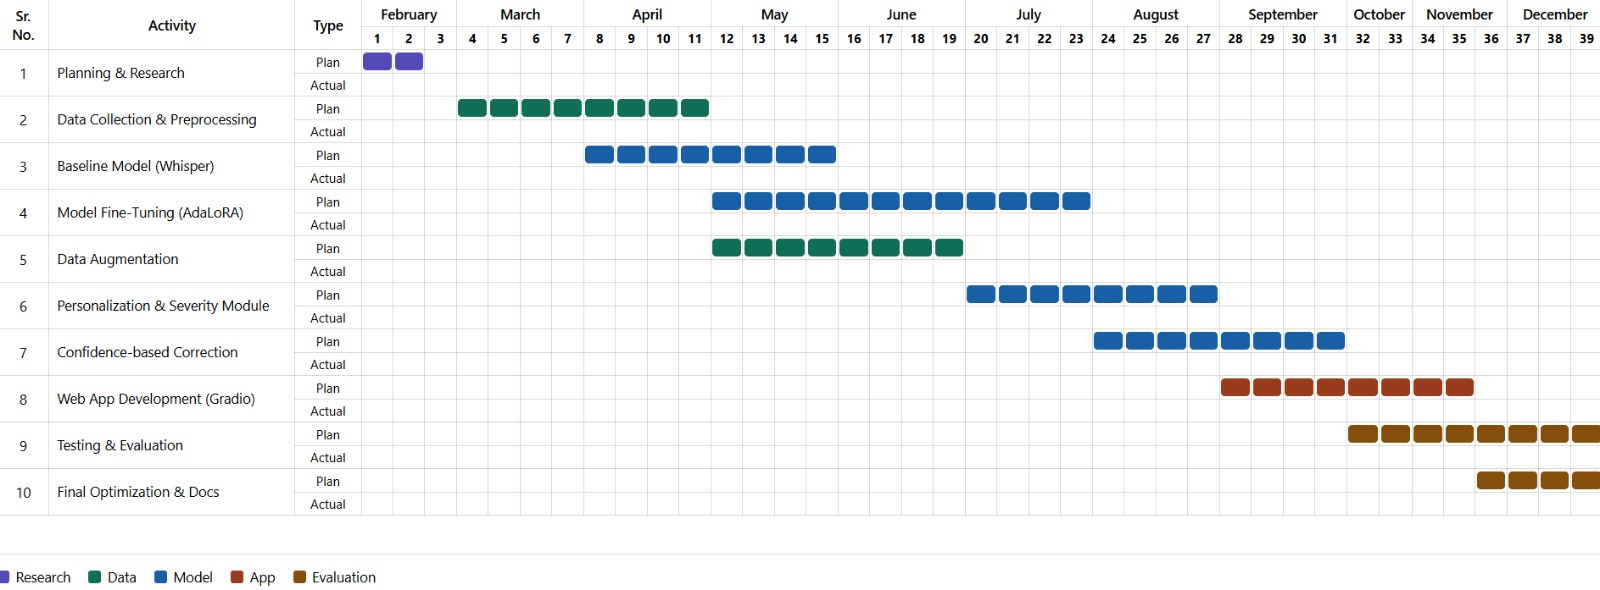 Sr. No. Activity Type February March April May June July August September October November December
1 2 3 4 5 6 7 8 9 10 11 12 13 14 15 16 17 18 19 20 21 22 23 24 25 26 27 28 29 30 31 32 33 34 35 36 37 38 39
1 Planning & Research Plan
Actual
2 Data Collection & Preprocessing Plan
Actual
3 Baseline Model (Whisper) Plan
Actual
4 Model Fine-Tuning (AdaLoRA) Plan
Actual
5 Data Augmentation Plan
Actual
6 Personalization & Severity Module Plan
Actual
7 Confidence-based Correction Plan
Actual
8 Web App Development (Gradio) Plan
Actual
9 Testing & Evaluation Plan
Actual
10 Final Optimization & Docs Plan
Actual
Research Data Model App Evaluation